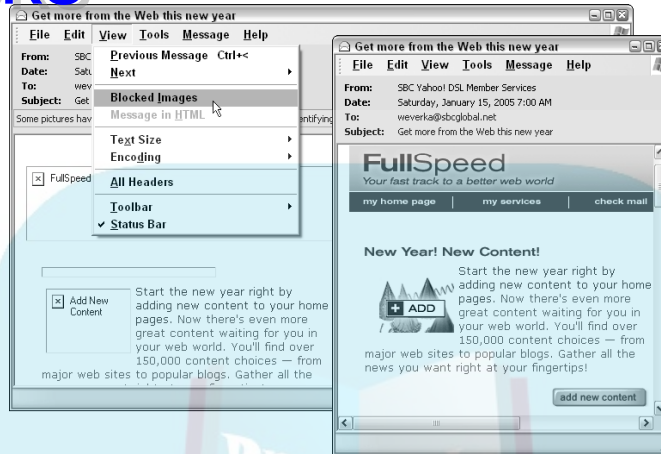 Get more from the Web this new year
File Edit View Tools Message Help
From: SBC
Date: Satu
To: wev
Subject: Get
Some pictures hav
entifying
Previous Message Ctrl+<
Next
Blocked Images
Message in HTML
Text Size
Encoding
All Headers
Toolbar
Status Bar
FullSpeed
Add New
Content
Start the new year right by
adding new content to your home
pages. Now there's even more
great content waiting for you in
your web world. You'll find over
150,000 content choices — from
major web sites to popular blogs. Gather all the
Get more from the Web this new year
File Edit View Tools Message Help
From: SBC Yahoo! DSL Member Services
Date: Saturday, January 15, 2005 7:00 AM
To: weverka@sbcglobal.net
Subject: Get more from the Web this new year
FullSpeed
Your fast track to a better web world
my home page | my services | check mail
New Year! New Content!
+ ADD
Start the new year right by
adding new content to your home
pages. Now there's even more
great content waiting for you in
your web world. You'll find over
150,000 content choices — from
major web sites to popular blogs. Gather all the
news you want right at your fingertips!
add new content